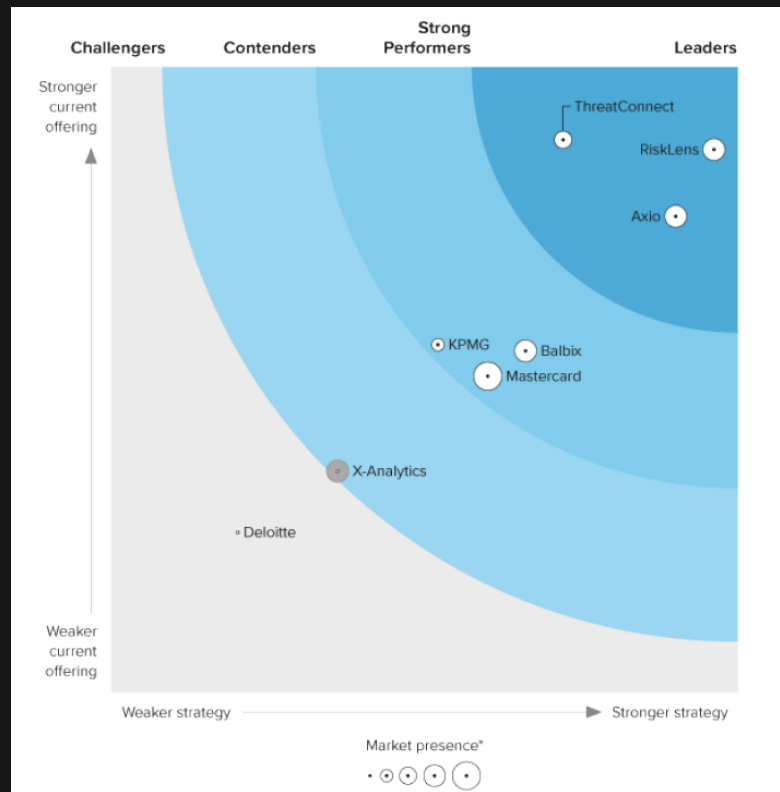 Challengers
Contenders
Strong
Performers
Leaders
Stronger
current
offering
ThreatConnect
RiskLens
Axio
KPMG
Balbix
Mastercard
X-Analytics
Deloitte
Weaker
current
offering
Weaker strategy
Stronger strategy
Market presence*